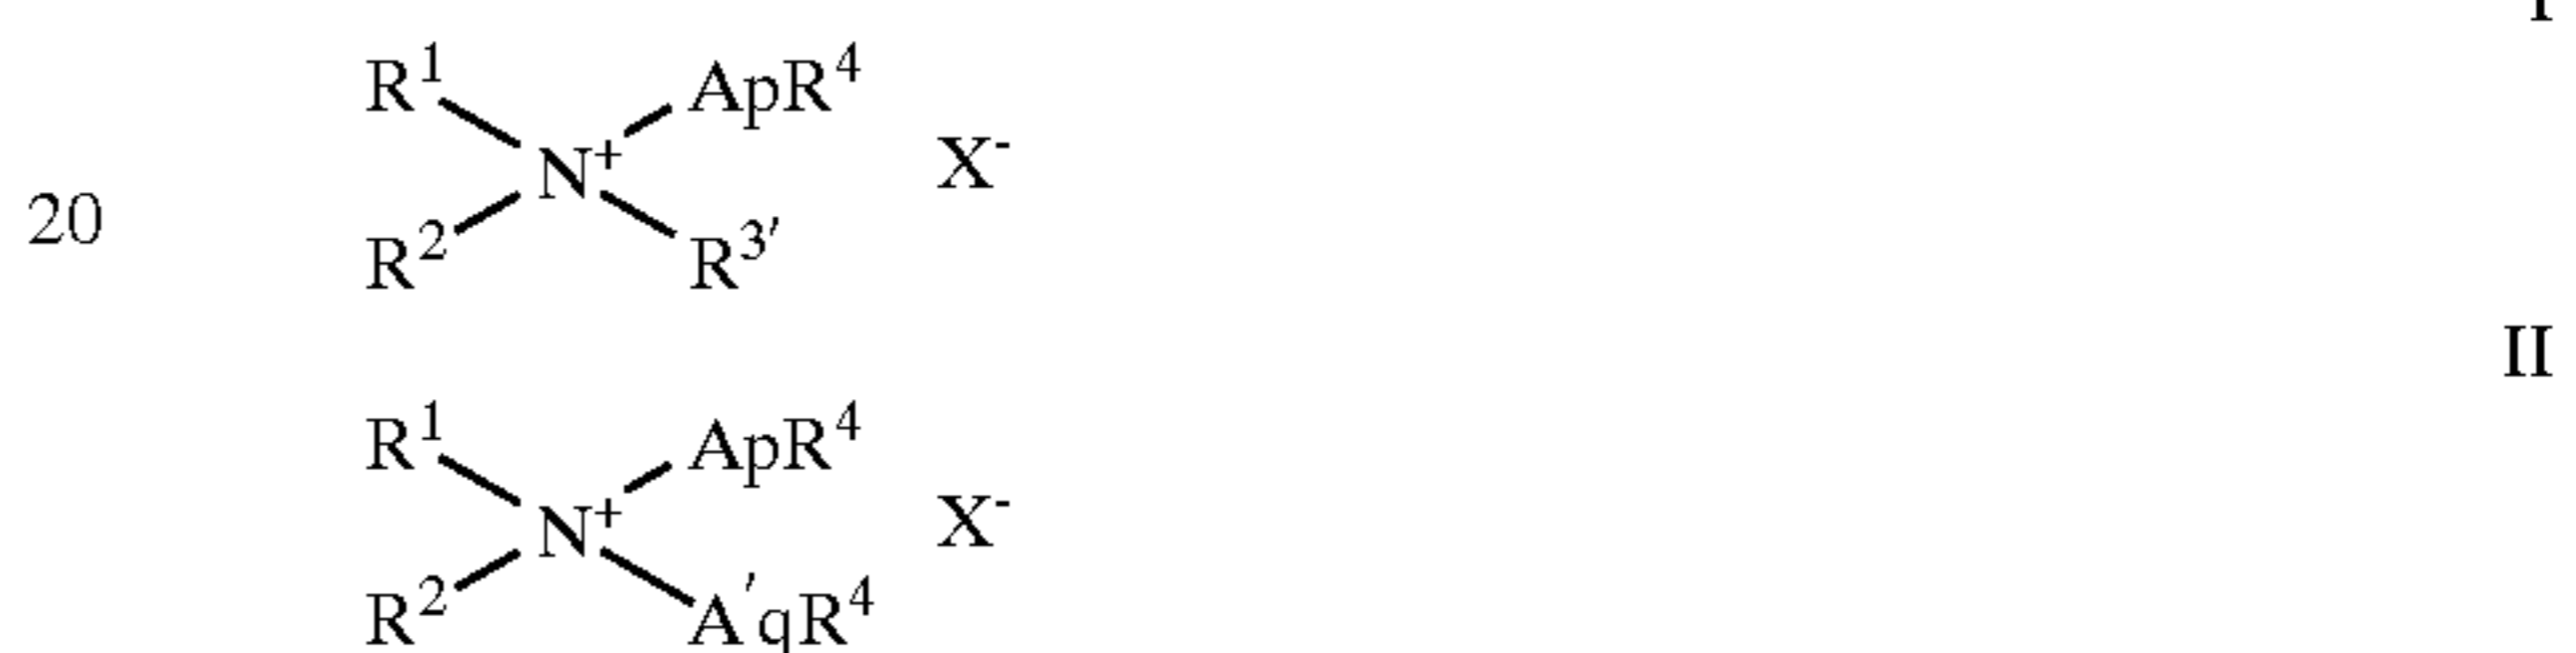 I
R¹ ApR⁴
N⁺ X⁻
20
R² R³′
II
R¹ ApR⁴
N⁺ X⁻
R² A′qR⁴